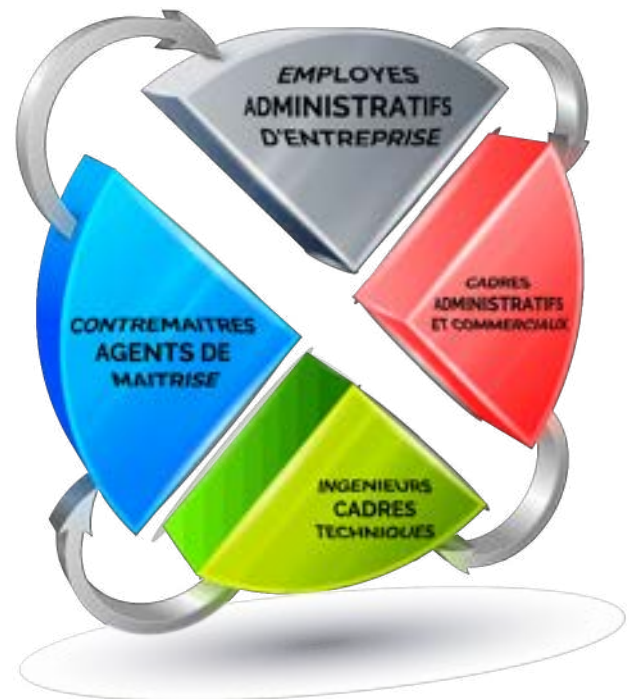 EMPLOYES
ADMINISTRATIFS
D'ENTREPRISE
CADRES
ADMINISTRATIFS
ET COMMERCIAUX
CONTREMAITRES
AGENTS DE
MAITRISE
INGENIEURS
CADRES
TECHNIQUES